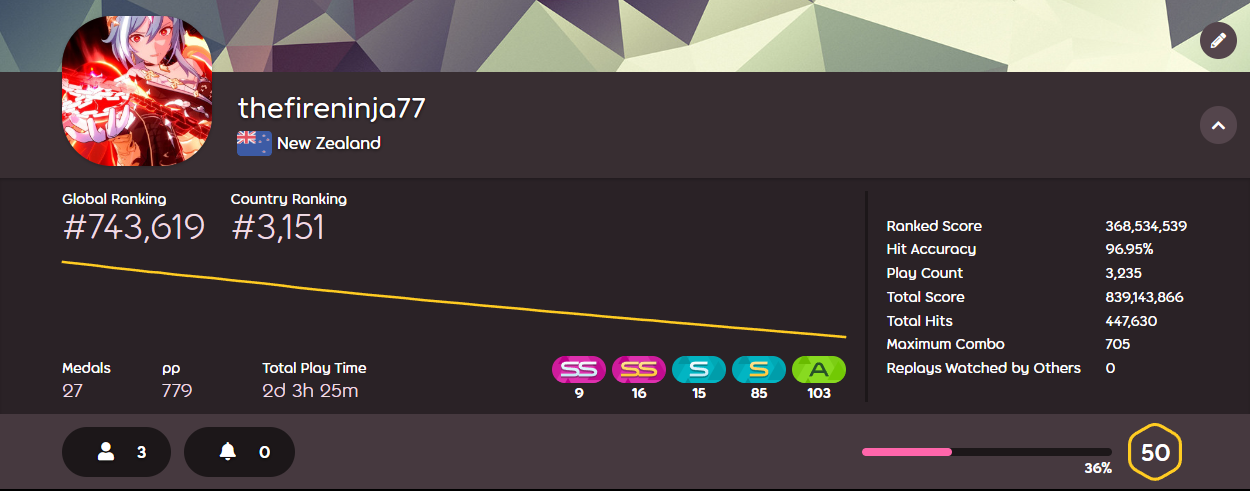 thefireninja77
New Zealand
Global Ranking
#743,619
Country Ranking
#3,151
Medals
27
pp
779
Total Play Time
2d 3h 25m
SS
9
SS
16
S
15
S
85
A
103
Ranked Score 368,534,539
Hit Accuracy 96.95%
Play Count 3,235
Total Score 839,143,866
Total Hits 447,630
Maximum Combo 705
Replays Watched by Others 0
3
0
36%
50